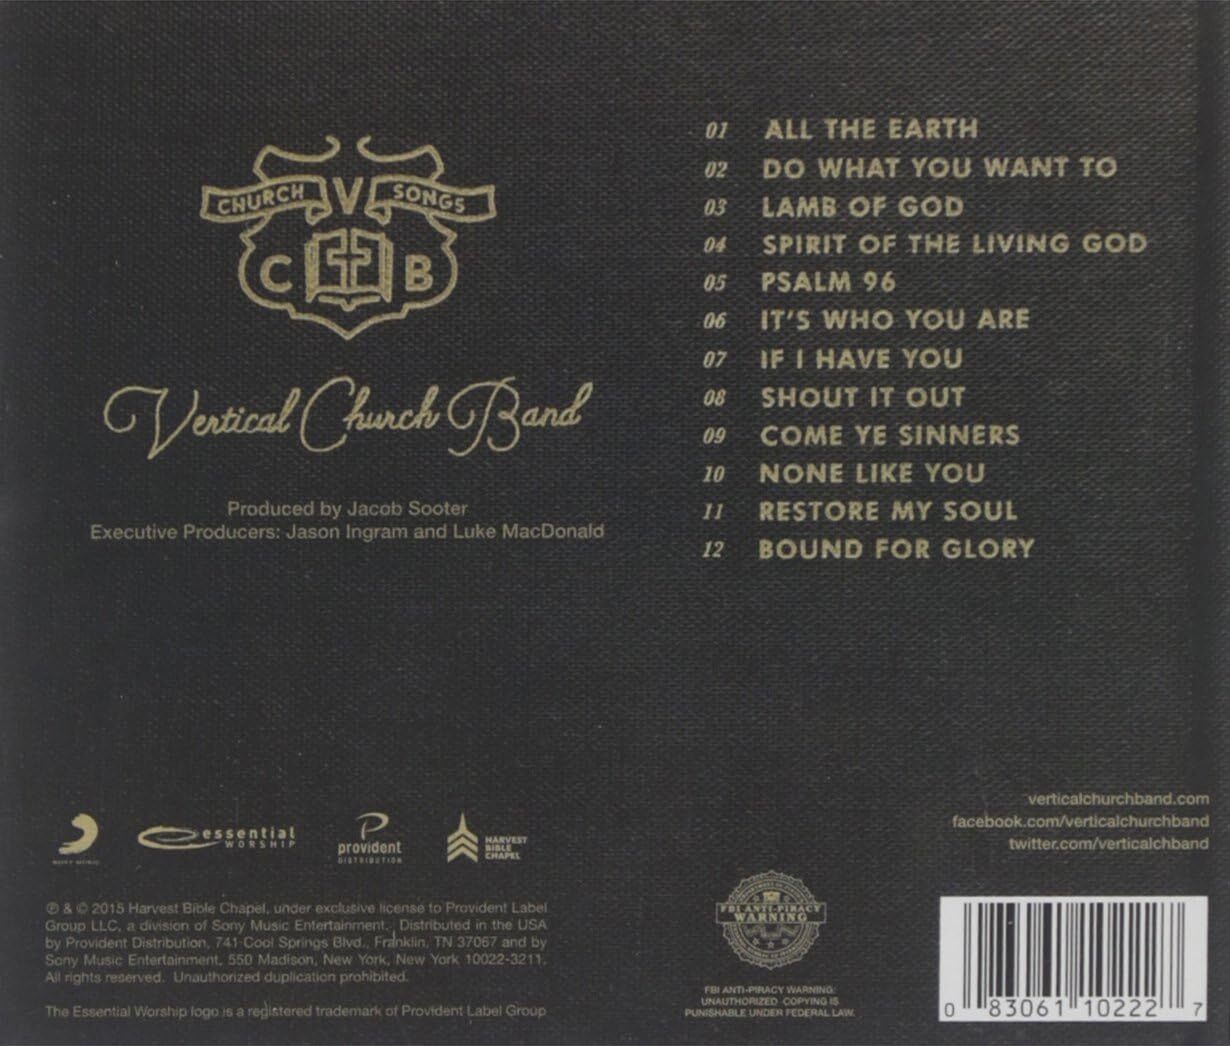 CHURCH V SONGS
C B
Vertical Church Band
Produced by Jacob Sooter
Executive Producers: Jason Ingram and Luke MacDonald
01 ALL THE EARTH
02 DO WHAT YOU WANT TO
03 LAMB OF GOD
04 SPIRIT OF THE LIVING GOD
05 PSALM 96
06 IT'S WHO YOU ARE
07 IF I HAVE YOU
08 SHOUT IT OUT
09 COME YE SINNERS
10 NONE LIKE YOU
11 RESTORE MY SOUL
12 BOUND FOR GLORY
SONY MUSIC
essential
WORSHIP
provident
DISTRIBUTION
HARVEST
BIBLE
CHAPEL
verticalchurchband.com
facebook.com/verticalchurchband
twitter.com/verticalchband
℗ & © 2015 Harvest Bible Chapel, under exclusive license to Provident Label
Group LLC, a division of Sony Music Entertainment. Distributed in the USA
by Provident Distribution, 741 Cool Springs Blvd., Franklin, TN 37067 and by
Sony Music Entertainment, 550 Madison, New York, New York 10022-3211.
All rights reserved. Unauthorized duplication prohibited.
The Essential Worship logo is a registered trademark of Provident Label Group
FBI ANTI-PIRACY
WARNING
FBI ANTI-PIRACY WARNING:
UNAUTHORIZED COPYING IS
PUNISHABLE UNDER FEDERAL LAW.
0 83061 10222 7